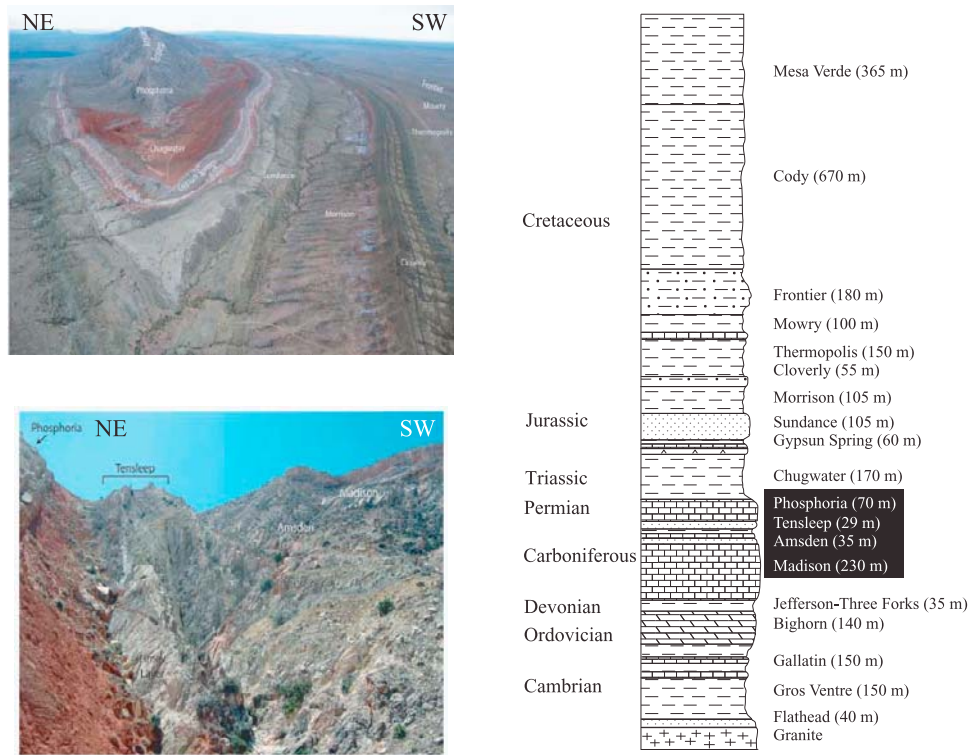 NE
SW
Phosphoria
Chugwater
Sundance
Morrison
Frontier
Mowry
Thermopolis
NE
SW
Phosphoria
Tensleep
Madison
Amsden
Cretaceous
Jurassic
Triassic
Permian
Carboniferous
Devonian
Ordovician
Cambrian
Mesa Verde (365 m)
Cody (670 m)
Frontier (180 m)
Mowry (100 m)
Thermopolis (150 m)
Cloverly (55 m)
Morrison (105 m)
Sundance (105 m)
Gypsun Spring (60 m)
Chugwater (170 m)
Phosphoria (70 m)
Tensleep (29 m)
Amsden (35 m)
Madison (230 m)
Jefferson-Three Forks (35 m)
Bighorn (140 m)
Gallatin (150 m)
Gros Ventre (150 m)
Flathead (40 m)
Granite